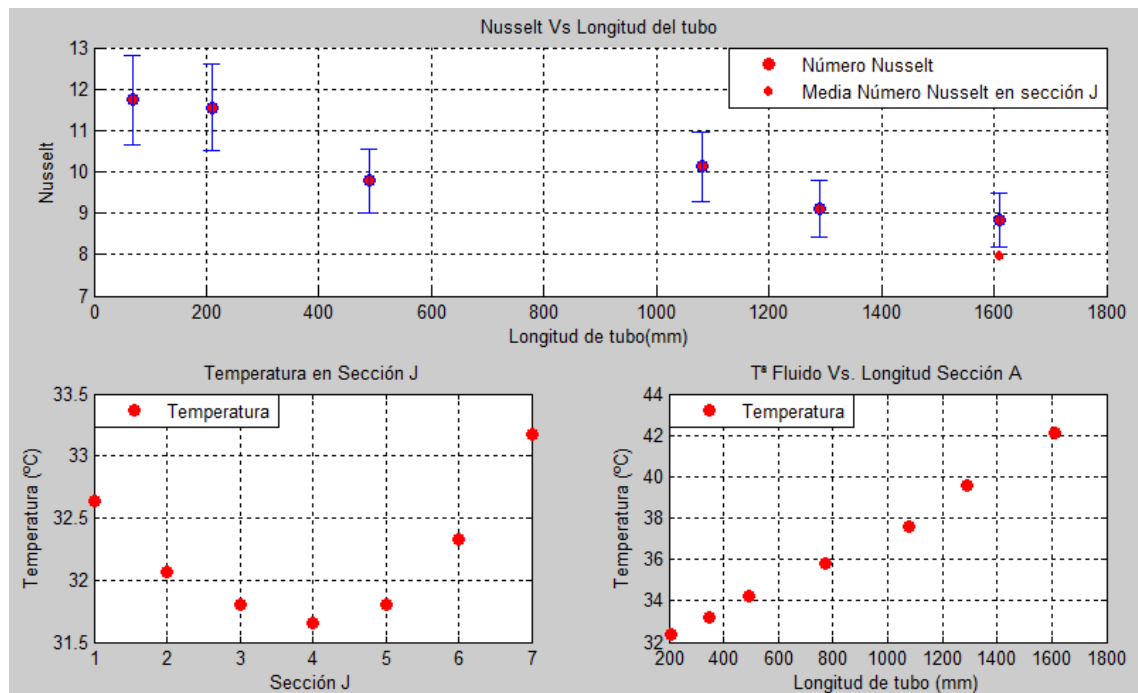 Nusselt Vs Longitud del tubo
Número Nusselt
Media Número Nusselt en sección J
Nusselt
13
12
11
10
9
8
7
0 200 400 600 800 1000 1200 1400 1600 1800
Longitud de tubo(mm)
Temperatura en Sección J
Temperatura
Temperatura (ºC)
33.5
33
32.5
32
31.5
1 2 3 4 5 6 7
Sección J
Tª Fluido Vs. Longitud Sección A
Temperatura
Temperatura (ºC)
44
42
40
38
36
34
32
200 400 600 800 1000 1200 1400 1600 1800
Longitud de tubo (mm)